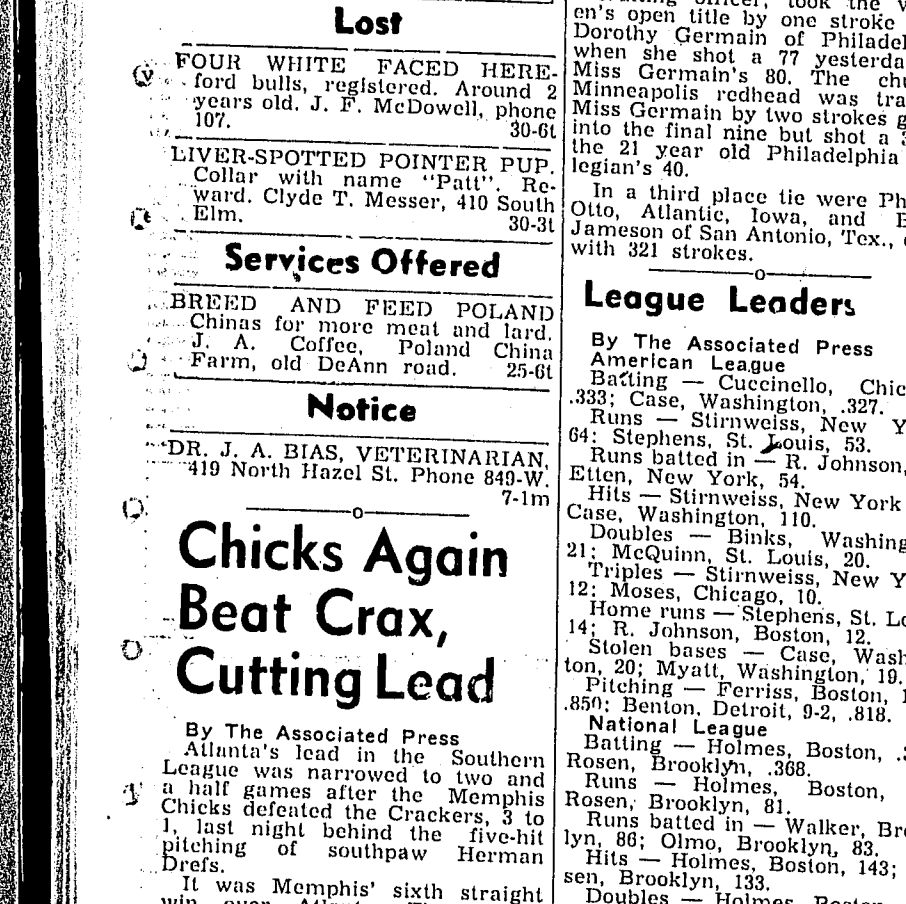 Lost
FOUR WHITE FACED HERE-
ford bulls, registered. Around 2
years old. J. F. McDowell, phone
107. 30-6t
LIVER-SPOTTED POINTER PUP.
Collar with name "Patt". Re-
ward. Clyde T. Messer, 410 South
Elm. 30-3t
Services Offered
BREED AND FEED POLAND
Chinas for more meat and lard.
J. A. Coffee, Poland China
Farm, old DeAnn road. 25-6t
Notice
DR. J. A. BIAS, VETERINARIAN,
419 North Hazel St. Phone 849-W.
7-1m
Chicks Again
Beat Crax,
Cutting Lead
By The Associated Press
Atlanta's lead in the Southern
League was narrowed to two and
a half games after the Memphis
Chicks defeated the Crackers, 3 to
1, last night behind the five-hit
pitching of southpaw Herman
Drefs.
It was Memphis' sixth straight
win over
officer, took the
en's open title by one stroke
Dorothy Germain of
when she shot a 77
Miss Germain's 80. The
Minneapolis redhead was
Miss Germain by two strokes
into the final nine but shot a
the 21 year old Philadelphia
legian's 40.
In a third place tie were
Otto, Atlantic, Iowa, and
Jameson of San Antonio, Tex.,
with 321 strokes.
League Leaders
By The Associated Press
American League
Batting — Cuccinello, Chic
.333; Case, Washington, .327.
Runs — Stirnweiss, New Y
64; Stephens, St. Louis, 53.
Runs batted in — R. Johnson,
Etten, New York, 54.
Hits — Stirnweiss, New York
Case, Washington, 110.
Doubles — Binks, Washing
21; McQuinn, St. Louis, 20.
Triples — Stirnweiss, New Y
12; Moses, Chicago, 10.
Home runs — Stephens, St. Lo
14; R. Johnson, Boston, 12.
Stolen bases — Case, Wash
ton, 20; Myatt, Washington, 19.
Pitching — Ferriss, Boston,
.850; Benton, Detroit, 9-2, .818.
National League
Batting — Holmes, Boston,
Rosen, Brooklyn, .368.
Runs — Holmes, Boston,
Rosen, Brooklyn, 81.
Runs batted in — Walker, Bro
lyn, 86; Olmo, Brooklyn, 83.
Hits — Holmes, Boston, 143;
sen, Brooklyn, 133.
Doubles — Holmes,